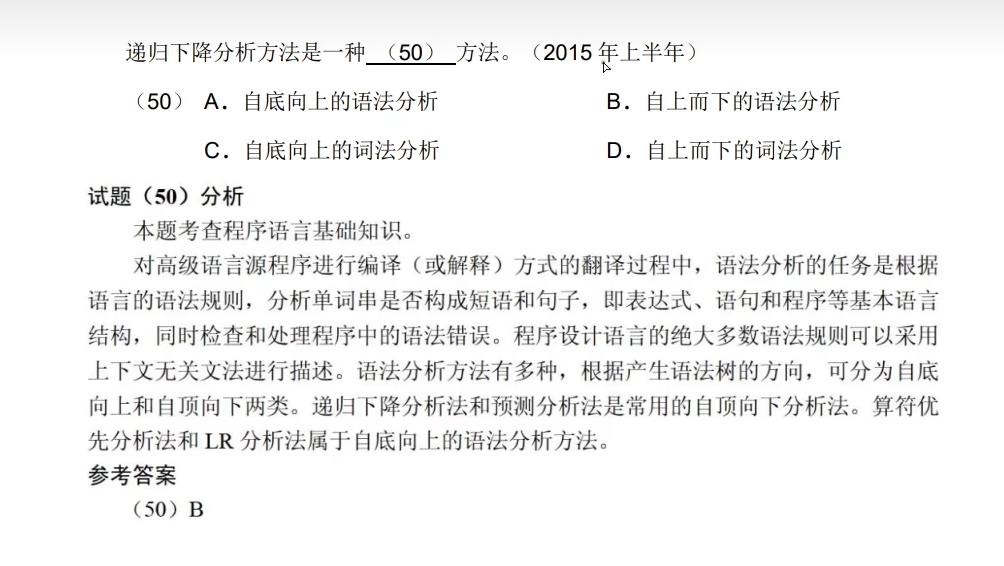 递归下降分析方法是一种 （50） 方法。（2015 年上半年）
（50） A．自底向上的语法分析 B．自上而下的语法分析
C．自底向上的词法分析 D．自上而下的词法分析
试题（50）分析
本题考查程序语言基础知识。
对高级语言源程序进行编译（或解释）方式的翻译过程中，语法分析的任务是根据
语言的语法规则，分析单词串是否构成短语和句子，即表达式、语句和程序等基本语言
结构，同时检查和处理程序中的语法错误。程序设计语言的绝大多数语法规则可以采用
上下文无关文法进行描述。语法分析方法有多种，根据产生语法树的方向，可分为自底
向上和自顶向下两类。递归下降分析法和预测分析法是常用的自顶向下分析法。算符优
先分析法和 LR 分析法属于自底向上的语法分析方法。
参考答案
（50）B